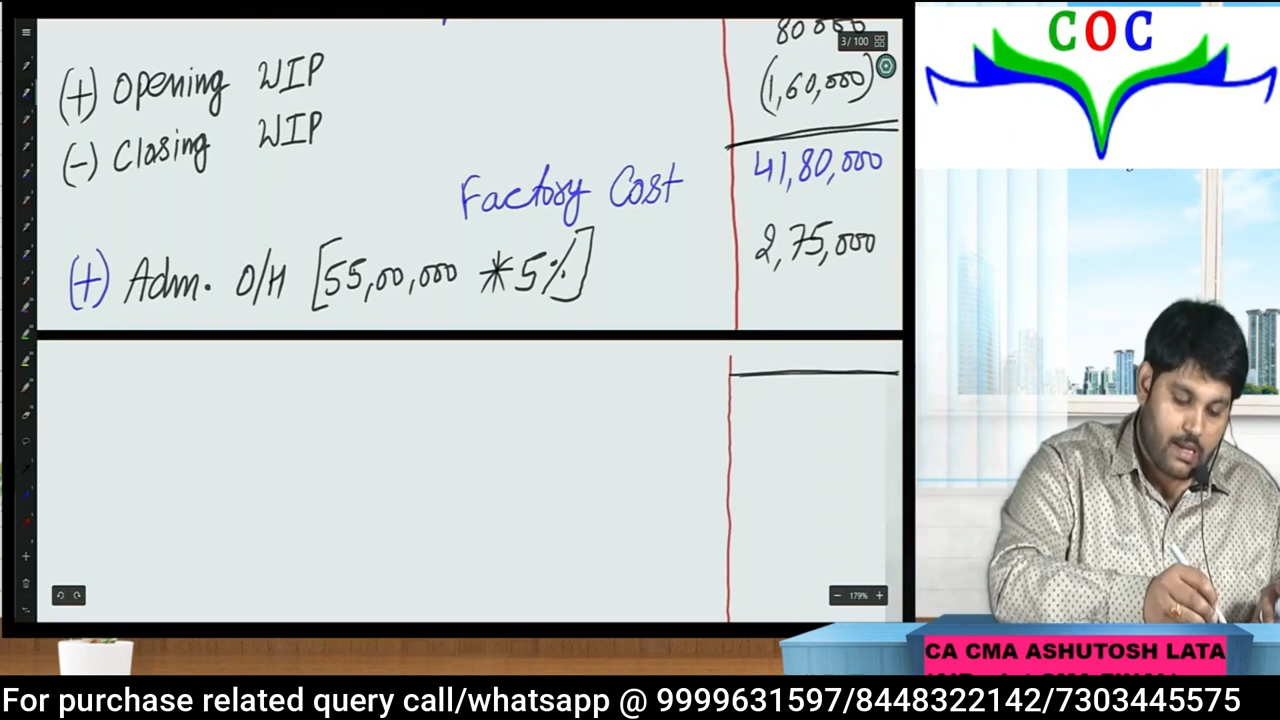 COC
80000
3 / 100
(+) Opening WIP
(1,60,000)
(-) Closing WIP
41,80,000
Factory Cost
2,75,000
(+) Adm. O/H [55,00,000 *5%]
179%
CA CMA ASHUTOSH LATA
For purchase related query call/whatsapp @ 9999631597/8448322142/7303445575